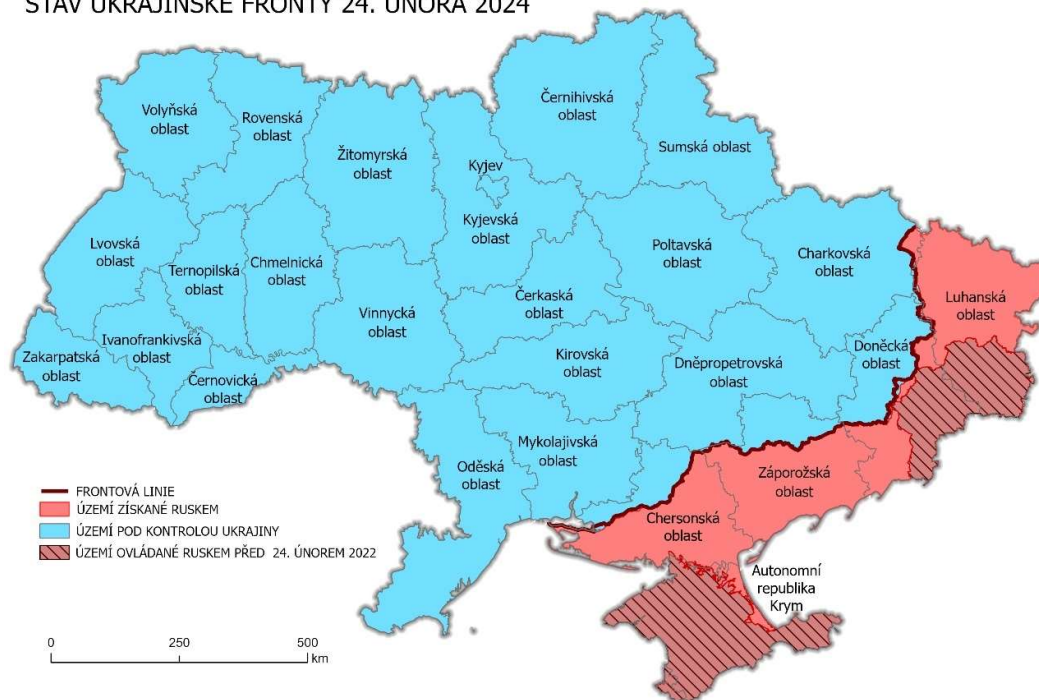 STAV UKRAJINSKÉ FRONTY 24. ÚNORA 2024
Volyňská
oblast
Rovenská
oblast
Žitomyrská
oblast
Kyjev
Kyjevská
oblast
Černihivská
oblast
Sumská oblast
Lvovská
oblast
Ternopilská
oblast
Chmelnická
oblast
Vinnycká
oblast
Čerkaská
oblast
Poltavská
oblast
Charkovská
oblast
Luhanská
oblast
Zakarpatská
oblast
Ivanofrankivská
oblast
Černovická
oblast
Kirovská
oblast
Dněpropetrovská
oblast
Doněcká
oblast
Oděská
oblast
Mykolajivská
oblast
Záporožská
oblast
Chersonská
oblast
Autonomní
republika
Krym
FRONTOVÁ LINIE
ÚZEMÍ ZÍSKANÉ RUSKEM
ÚZEMÍ POD KONTROLOU UKRAJINY
ÚZEMÍ OVLÁDANÉ RUSKEM PŘED 24. ÚNOREM 2022
0 250 500
km